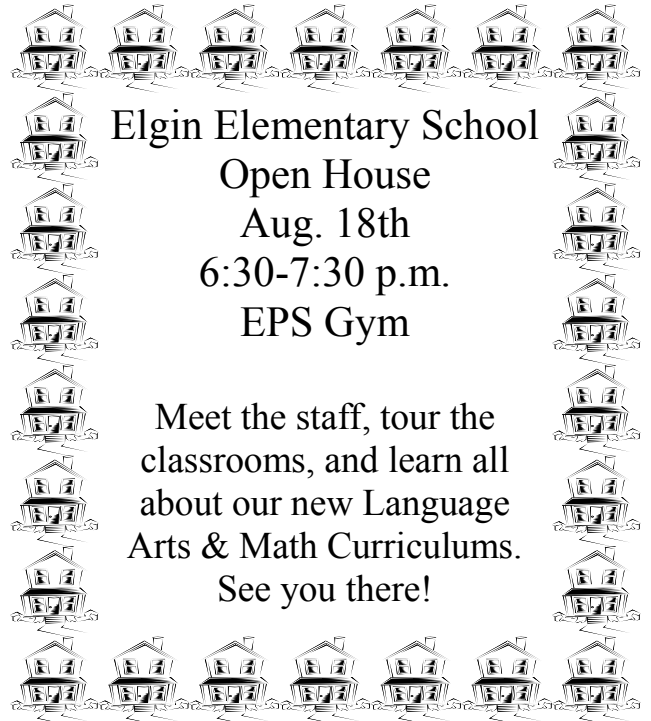 Elgin Elementary School
Open House
Aug. 18th
6:30-7:30 p.m.
EPS Gym
Meet the staff, tour the
classrooms, and learn all
about our new Language
Arts & Math Curriculums.
See you there!